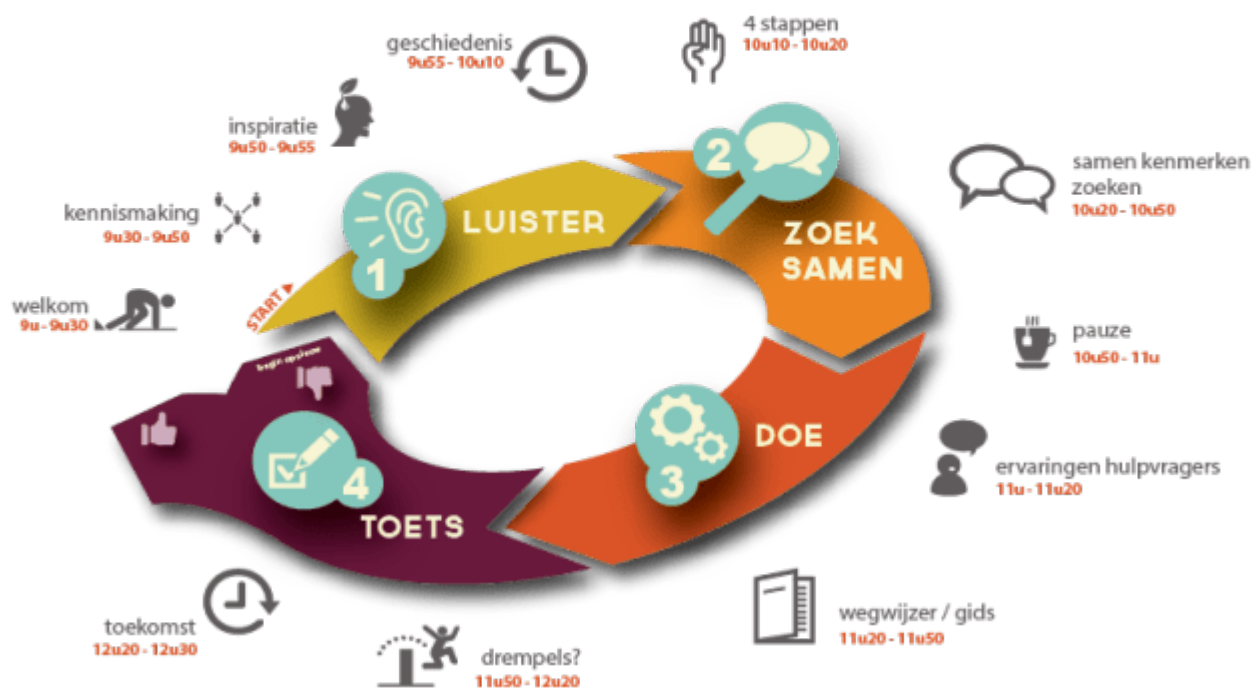 welkom
9u - 9u30
kennismaking
9u30 - 9u50
inspiratie
9u50 - 9u55
geschiedenis
9u55 - 10u10
4 stappen
10u10 - 10u20
samen kenmerken
zoeken
10u20 - 10u50
pauze
10u50 - 11u
ervaringen hulpvragers
11u - 11u20
wegwijzer / gids
11u20 - 11u50
drempels?
11u50 - 12u20
toekomst
12u20 - 12u30
START
1
LUISTER
2
ZOEK
SAMEN
3
DOE
4
TOETS
begin opnieuw